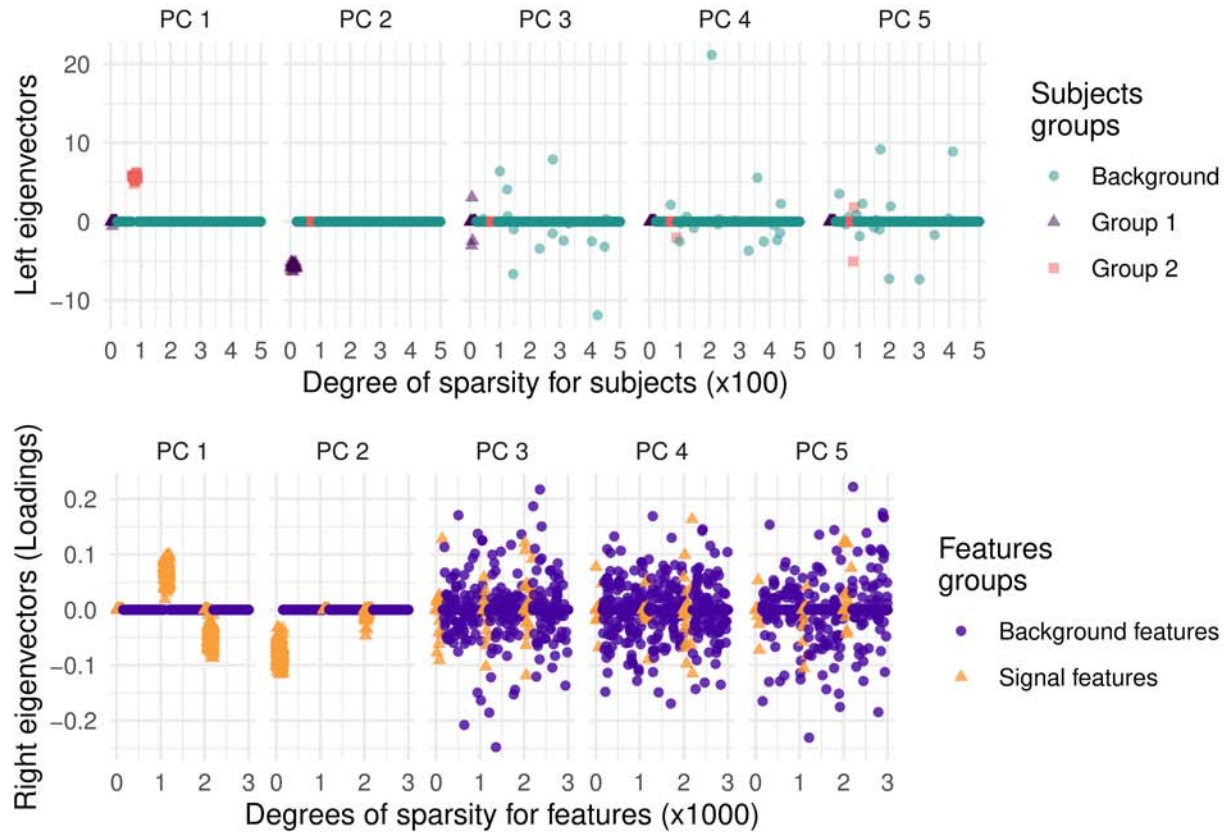 PC 1 PC 2 PC 3 PC 4 PC 5
Left eigenvectors
20
10
0
−10
0 1 2 3 4 5 0 1 2 3 4 5 0 1 2 3 4 5 0 1 2 3 4 5 0 1 2 3 4 5
Degree of sparsity for subjects (x100)
Subjects
groups
Background
Group 1
Group 2
PC 1 PC 2 PC 3 PC 4 PC 5
Right eigenvectors (Loadings)
0.2
0.1
0.0
−0.1
−0.2
0 1 2 3 0 1 2 3 0 1 2 3 0 1 2 3 0 1 2 3
Degrees of sparsity for features (x1000)
Features
groups
Background features
Signal features